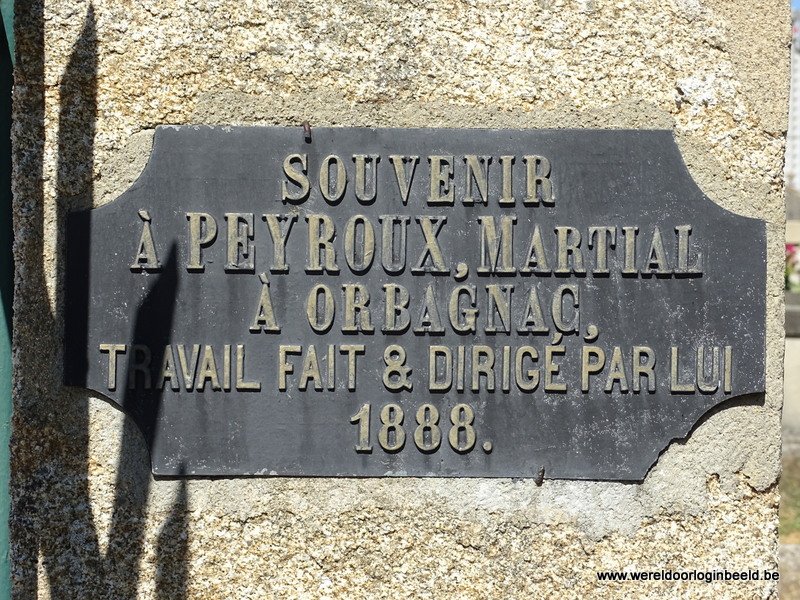 SOUVENIR
À PEYROUX, MARTIAL
À ORBAGNAC,
TRAVAIL FAIT & DIRIGÉ PAR LUI
1888.
www.wereldoorloginbeeld.be